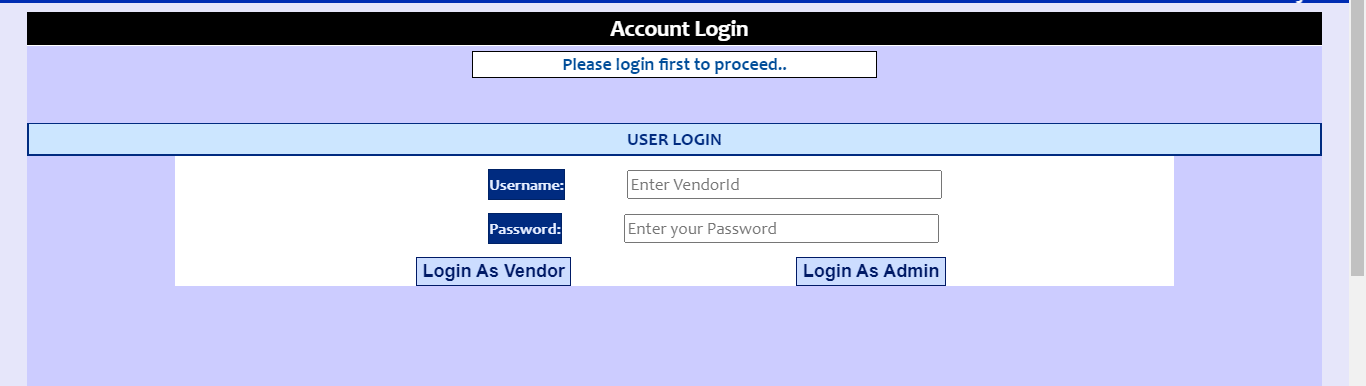 Account Login
Please login first to proceed..
USER LOGIN
Username: Enter VendorId
Password: Enter your Password
Login As Vendor Login As Admin